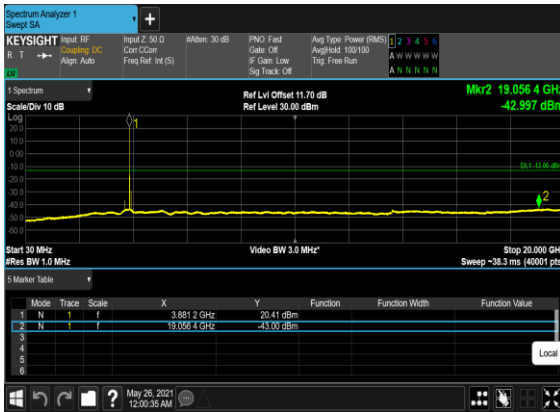 Spectrum Analyzer 1
Swept SA
+
KEYSIGHT Input: RF Input Z: 50 Ω #Atten: 30 dB PNO: Fast Avg Type: Power (RMS) 1 2 3 4 5 6
R T Coupling: DC Corr CCorr Gate: Off Avg|Hold: 100/100 A W W W W W
Align: Auto Freq Ref: Int (S) IF Gain: Low Trig: Free Run
Sig Track: Off A N N N N N
1 Spectrum Ref Lvl Offset 11.70 dB Mkr2 19.056 4 GHz
Scale/Div 10 dB Ref Level 30.00 dBm -42.997 dBm
Log
20.0
10.0
0.00
-10.0
DL1 -13.00 dBm
-20.0
-30.0
-40.0
-50.0
-60.0
1
2
Start 30 MHz Video BW 3.0 MHz* Stop 20.000 GHz
#Res BW 1.0 MHz Sweep ~38.3 ms (40001 pts)
5 Marker Table
Mode Trace Scale X Y Function Function Width Function Value
1 N 1 f 3.881 2 GHz 20.41 dBm
2 N 1 f 19.056 4 GHz -43.00 dBm
3
4
5
6
Local
? May 26, 2021
12:00:35 AM